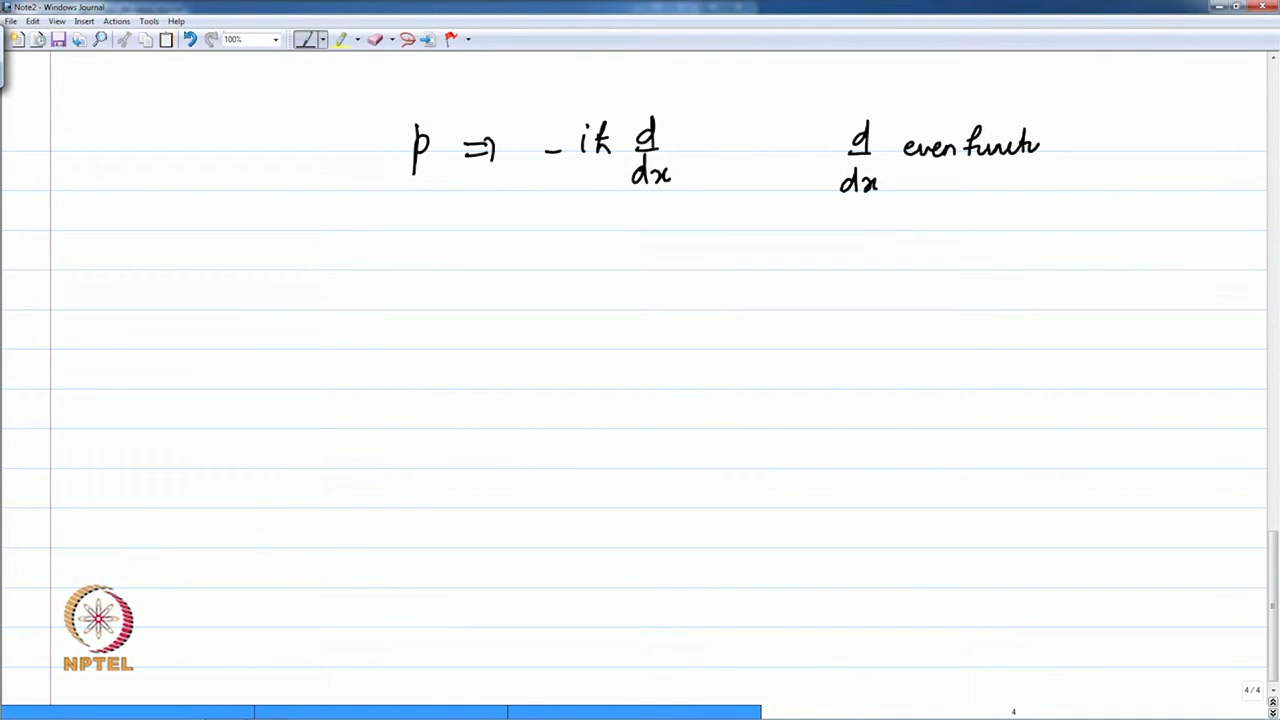 Note2 - Windows Journal
File Edit View Insert Actions Tools Help
100%
p ⇒ - iħ d/dx d/dx even functi
NPTEL
4 / 4
4